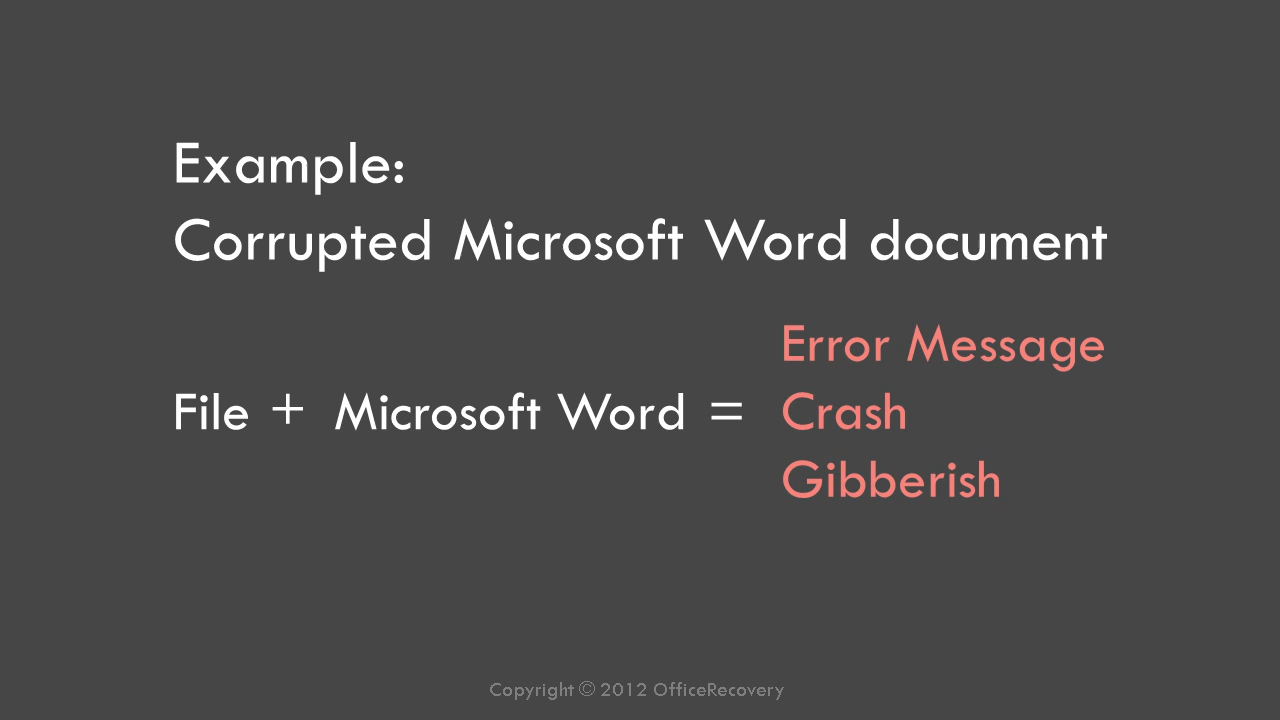 Example:
Corrupted Microsoft Word document
Error Message
File + Microsoft Word = Crash
Gibberish
Copyright © 2012 OfficeRecovery